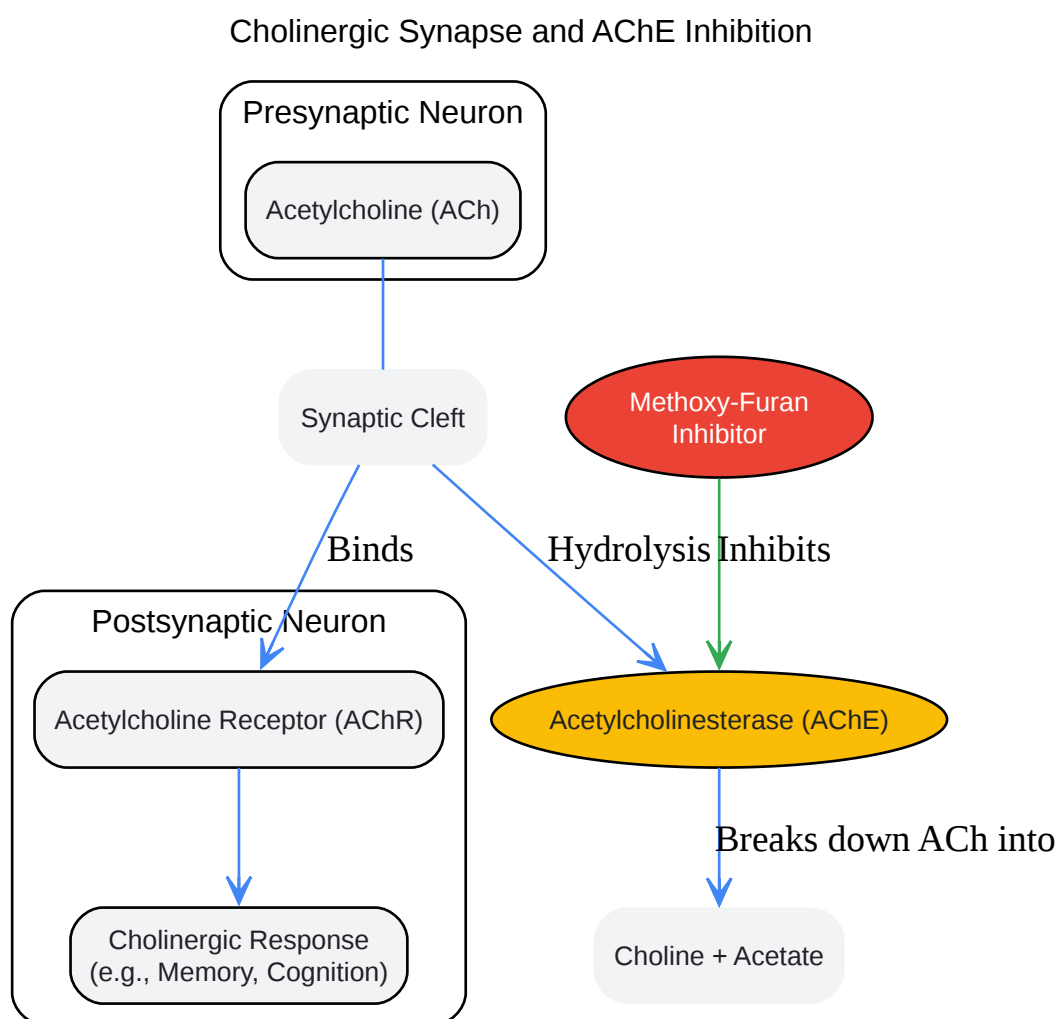 Cholinergic Synapse and AChE Inhibition
Presynaptic Neuron
Acetylcholine (ACh)
Synaptic Cleft
Methoxy-Furan
Inhibitor
Binds
Hydrolysis
Inhibits
Postsynaptic Neuron
Acetylcholine Receptor (AChR)
Acetylcholinesterase (AChE)
Breaks down ACh into
Cholinergic Response
(e.g., Memory, Cognition)
Choline + Acetate